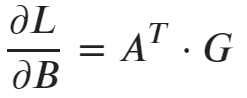 ∂L/∂B = A^T · G